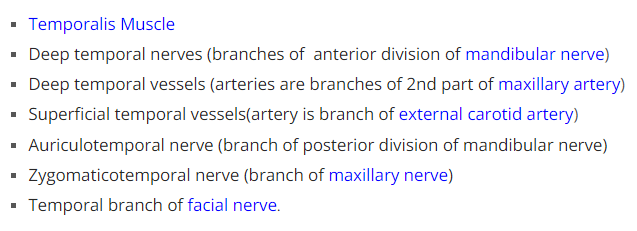 Temporalis Muscle
Deep temporal nerves (branches of  anterior division of mandibular nerve)
Deep temporal vessels (arteries are branches of 2nd part of maxillary artery)
Superficial temporal vessels(artery is branch of external carotid artery)
Auriculotemporal nerve (branch of posterior division of mandibular nerve)
Zygomaticotemporal nerve (branch of maxillary nerve)
Temporal branch of facial nerve.